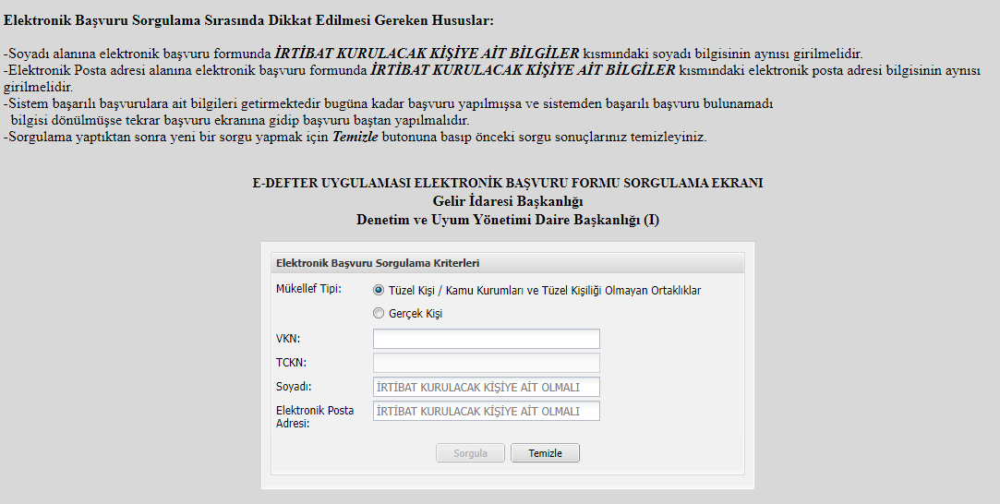 Elektronik Başvuru Sorgulama Sırasında Dikkat Edilmesi Gereken Hususlar:
-Soyadı alanına elektronik başvuru formunda İRTİBAT KURULACAK KİŞİYE AİT BİLGİLER kısmındaki soyadı bilgisinin aynısı girilmelidir.
-Elektronik Posta adresi alanına elektronik başvuru formunda İRTİBAT KURULACAK KİŞİYE AİT BİLGİLER kısmındaki elektronik posta adresi bilgisinin aynısı
girilmelidir.
-Sistem başarılı başvurulara ait bilgileri getirmektedir bugüne kadar başvuru yapılmışsa ve sistemden başarılı başvuru bulunamadı
bilgisi dönülmüşse tekrar başvuru ekranına gidip başvuru baştan yapılmalıdır.
-Sorgulama yaptıktan sonra yeni bir sorgu yapmak için Temizle butonuna basıp önceki sorgu sonuçlarınız temizleyiniz.
E-DEFTER UYGULAMASI ELEKTRONİK BAŞVURU FORMU SORGULAMA EKRANI
Gelir İdaresi Başkanlığı
Denetim ve Uyum Yönetimi Daire Başkanlığı (I)
Elektronik Başvuru Sorgulama Kriterleri
Mükellef Tipi: Tüzel Kişi / Kamu Kurumları ve Tüzel Kişiliği Olmayan Ortaklıklar
Gerçek Kişi
VKN:
TCKN:
Soyadı: İRTİBAT KURULACAK KİŞİYE AİT OLMALI
Elektronik Posta İRTİBAT KURULACAK KİŞİYE AİT OLMALI
Adresi:
Sorgula Temizle